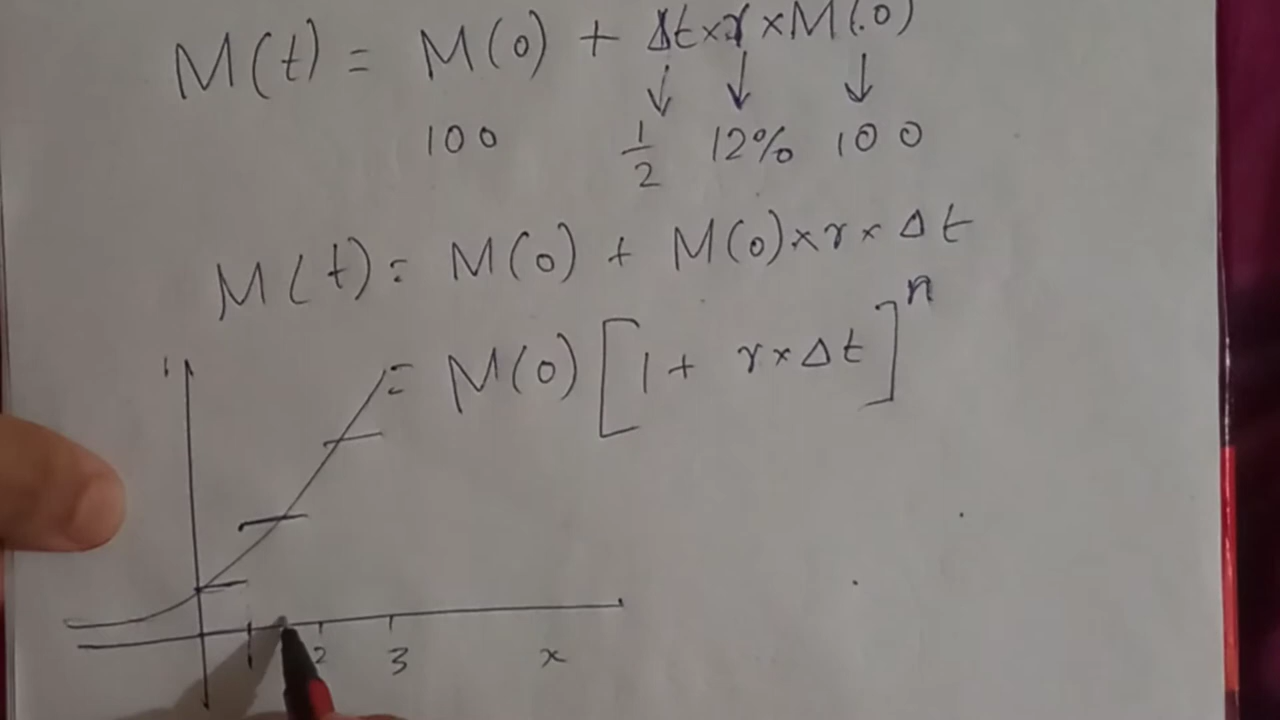 M(t) = M(0) + Δt × r × M(0)
100 1/2 12% 100
M(t) = M(0) + M(0) × r × Δt
= M(0) [1 + r × Δt]^n
1 2 3 x